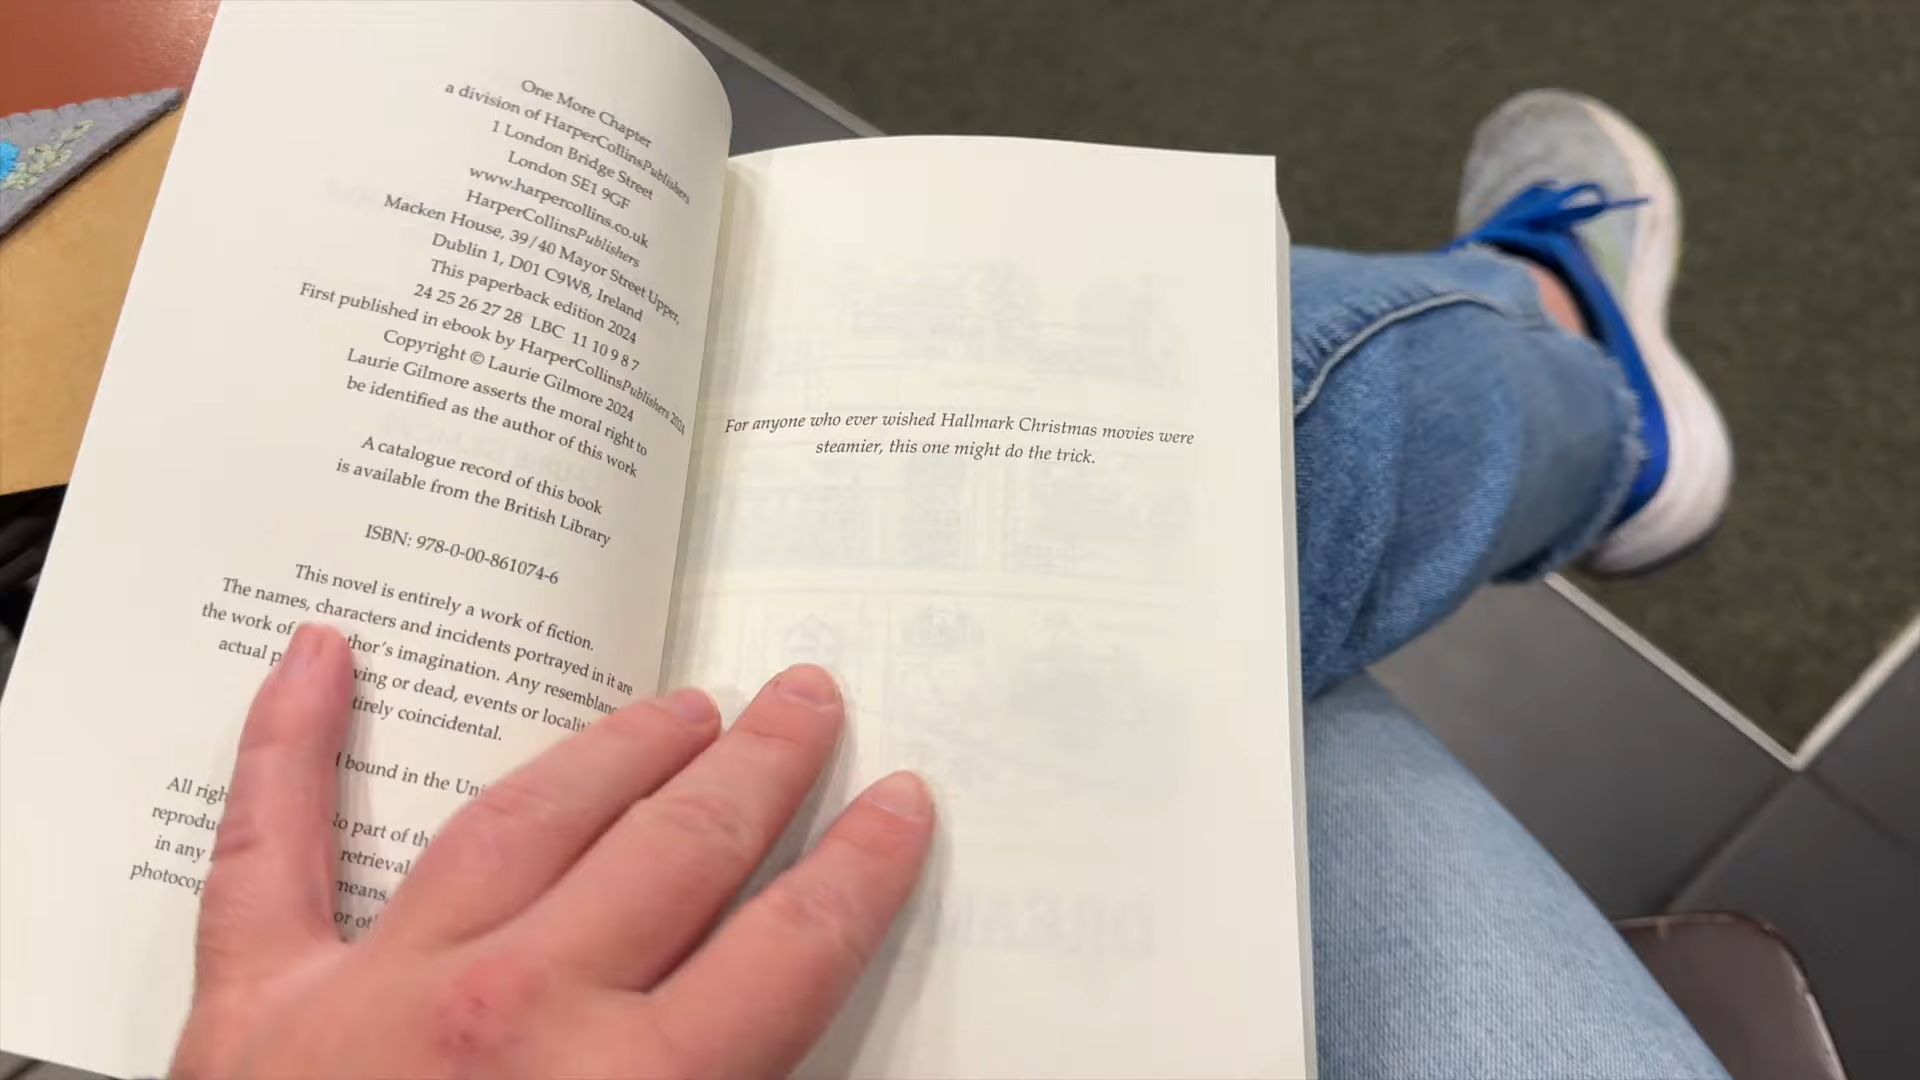 One More Chapter
a division of HarperCollinsPublishers
1 London Bridge Street
London SE1 9GF
www.harpercollins.co.uk
HarperCollinsPublishers
Macken House, 39/40 Mayor Street Upper,
Dublin 1, D01 C9W8, Ireland
This paperback edition 2024
24 25 26 27 28 LBC 11 10 9 8 7
First published in ebook by HarperCollinsPublishers 2024
Copyright © Laurie Gilmore 2024
Laurie Gilmore asserts the moral right to
be identified as the author of this work
A catalogue record of this book
is available from the British Library
ISBN: 978-0-00-861074-6
This novel is entirely a work of fiction.
The names, characters and incidents portrayed in it are
the work of thor's imagination. Any resemblanc
actual p ving or dead, events or localiti
tirely coincidental.
bound in the Uni
All righ No part of th
reprodu retrieval
in any means,
photocop or ot
For anyone who ever wished Hallmark Christmas movies were
steamier, this one might do the trick.